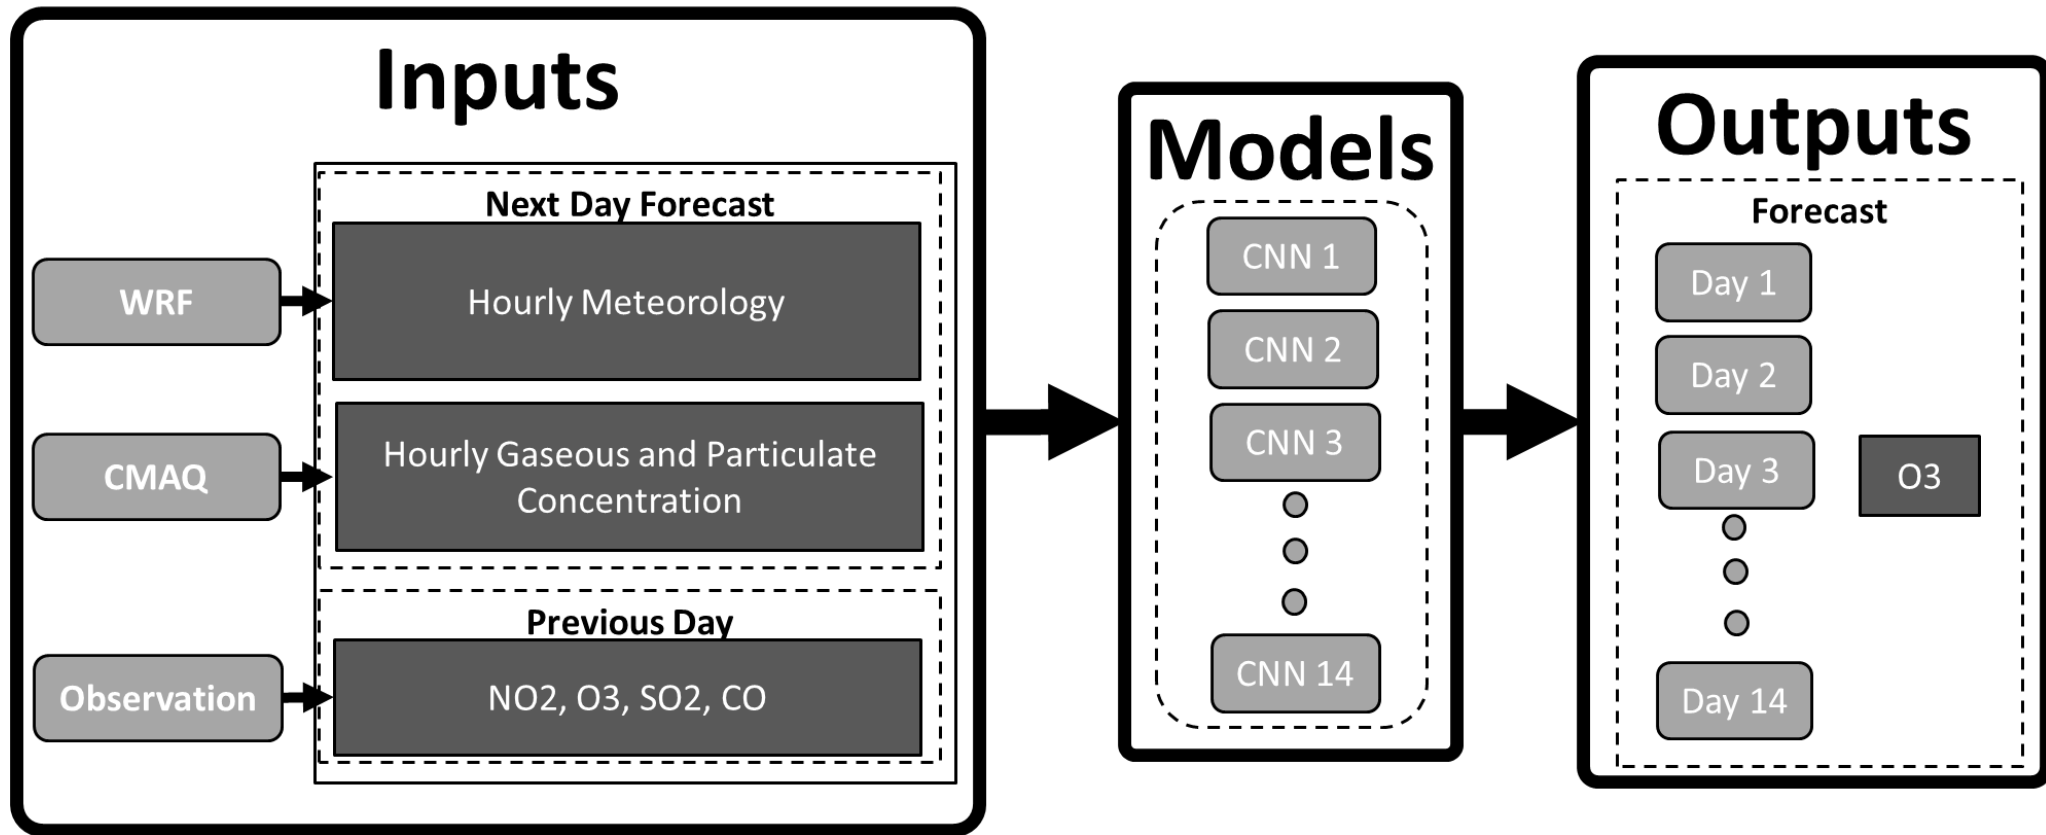 Inputs
Next Day Forecast
WRF
Hourly Meteorology
CMAQ
Hourly Gaseous and Particulate
Concentration
Previous Day
Observation
NO2, O3, SO2, CO
Models
CNN 1
CNN 2
CNN 3
CNN 14
Outputs
Forecast
Day 1
Day 2
Day 3
O3
Day 14